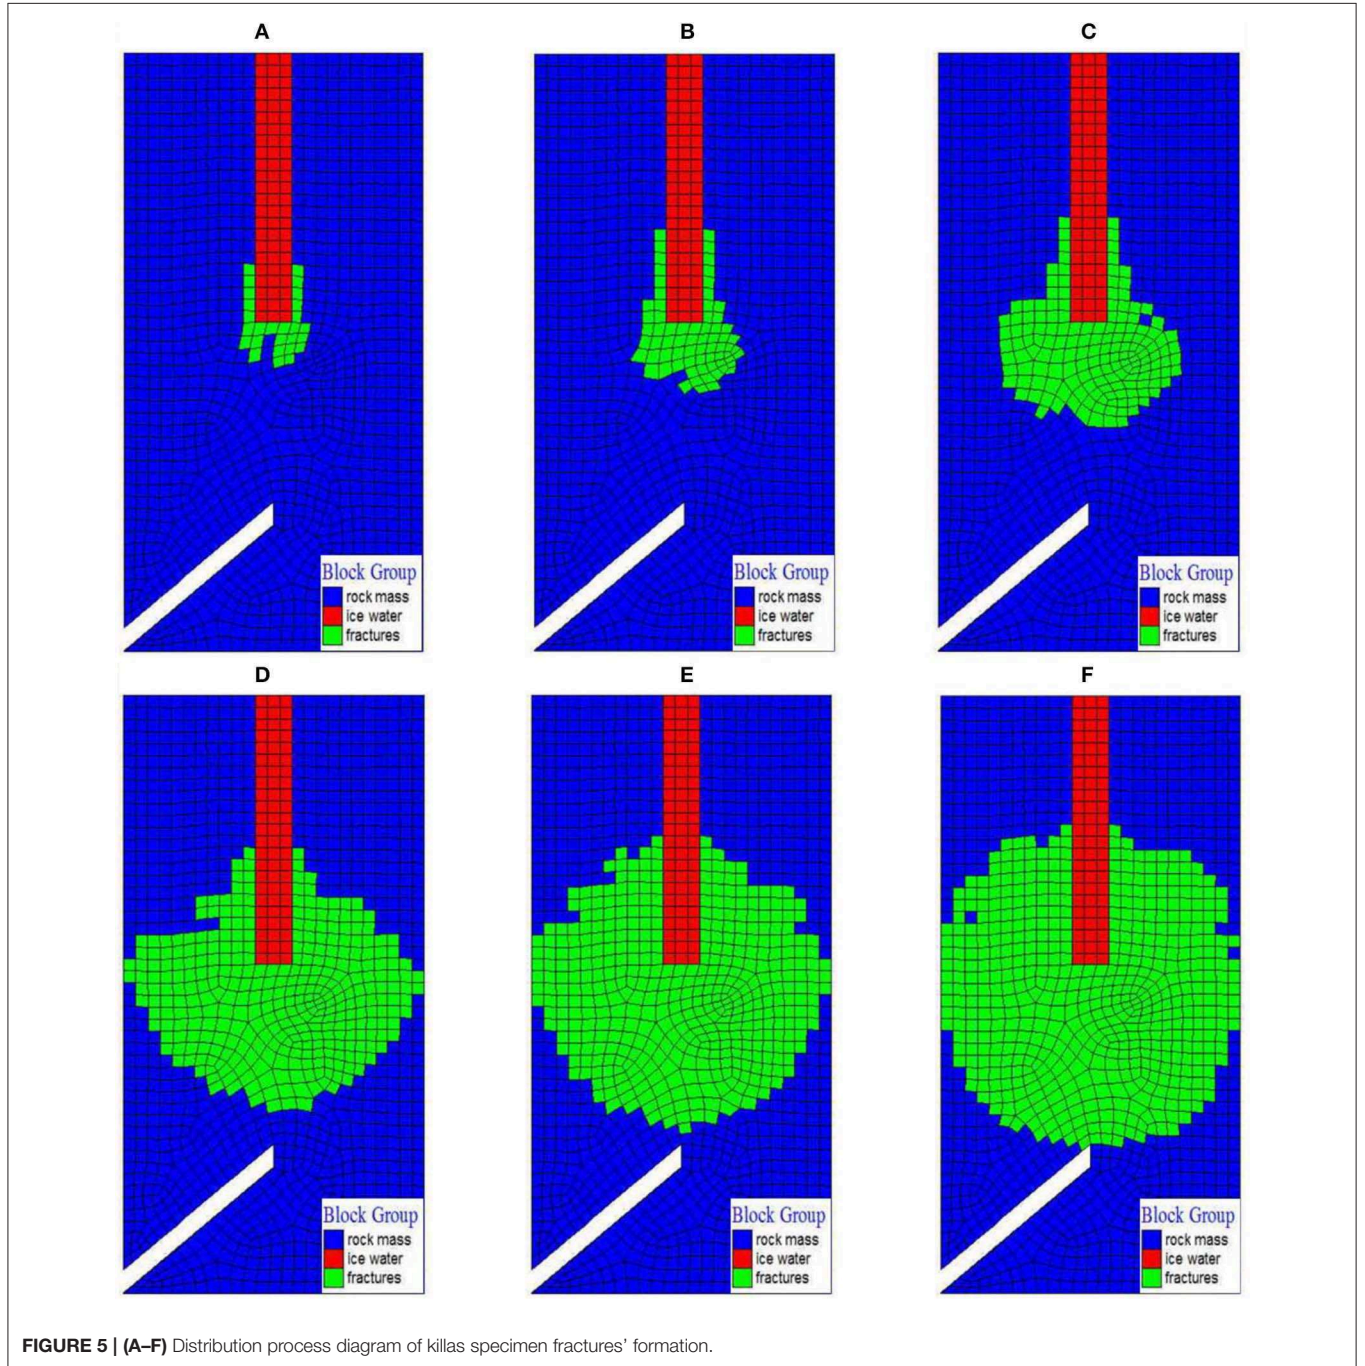 A
B
C
Block Group
rock mass
ice water
fractures
Block Group
rock mass
ice water
fractures
Block Group
rock mass
ice water
fractures
D
E
F
Block Group
rock mass
ice water
fractures
Block Group
rock mass
ice water
fractures
Block Group
rock mass
ice water
fractures
FIGURE 5 | (A–F) Distribution process diagram of killas specimen fractures' formation.